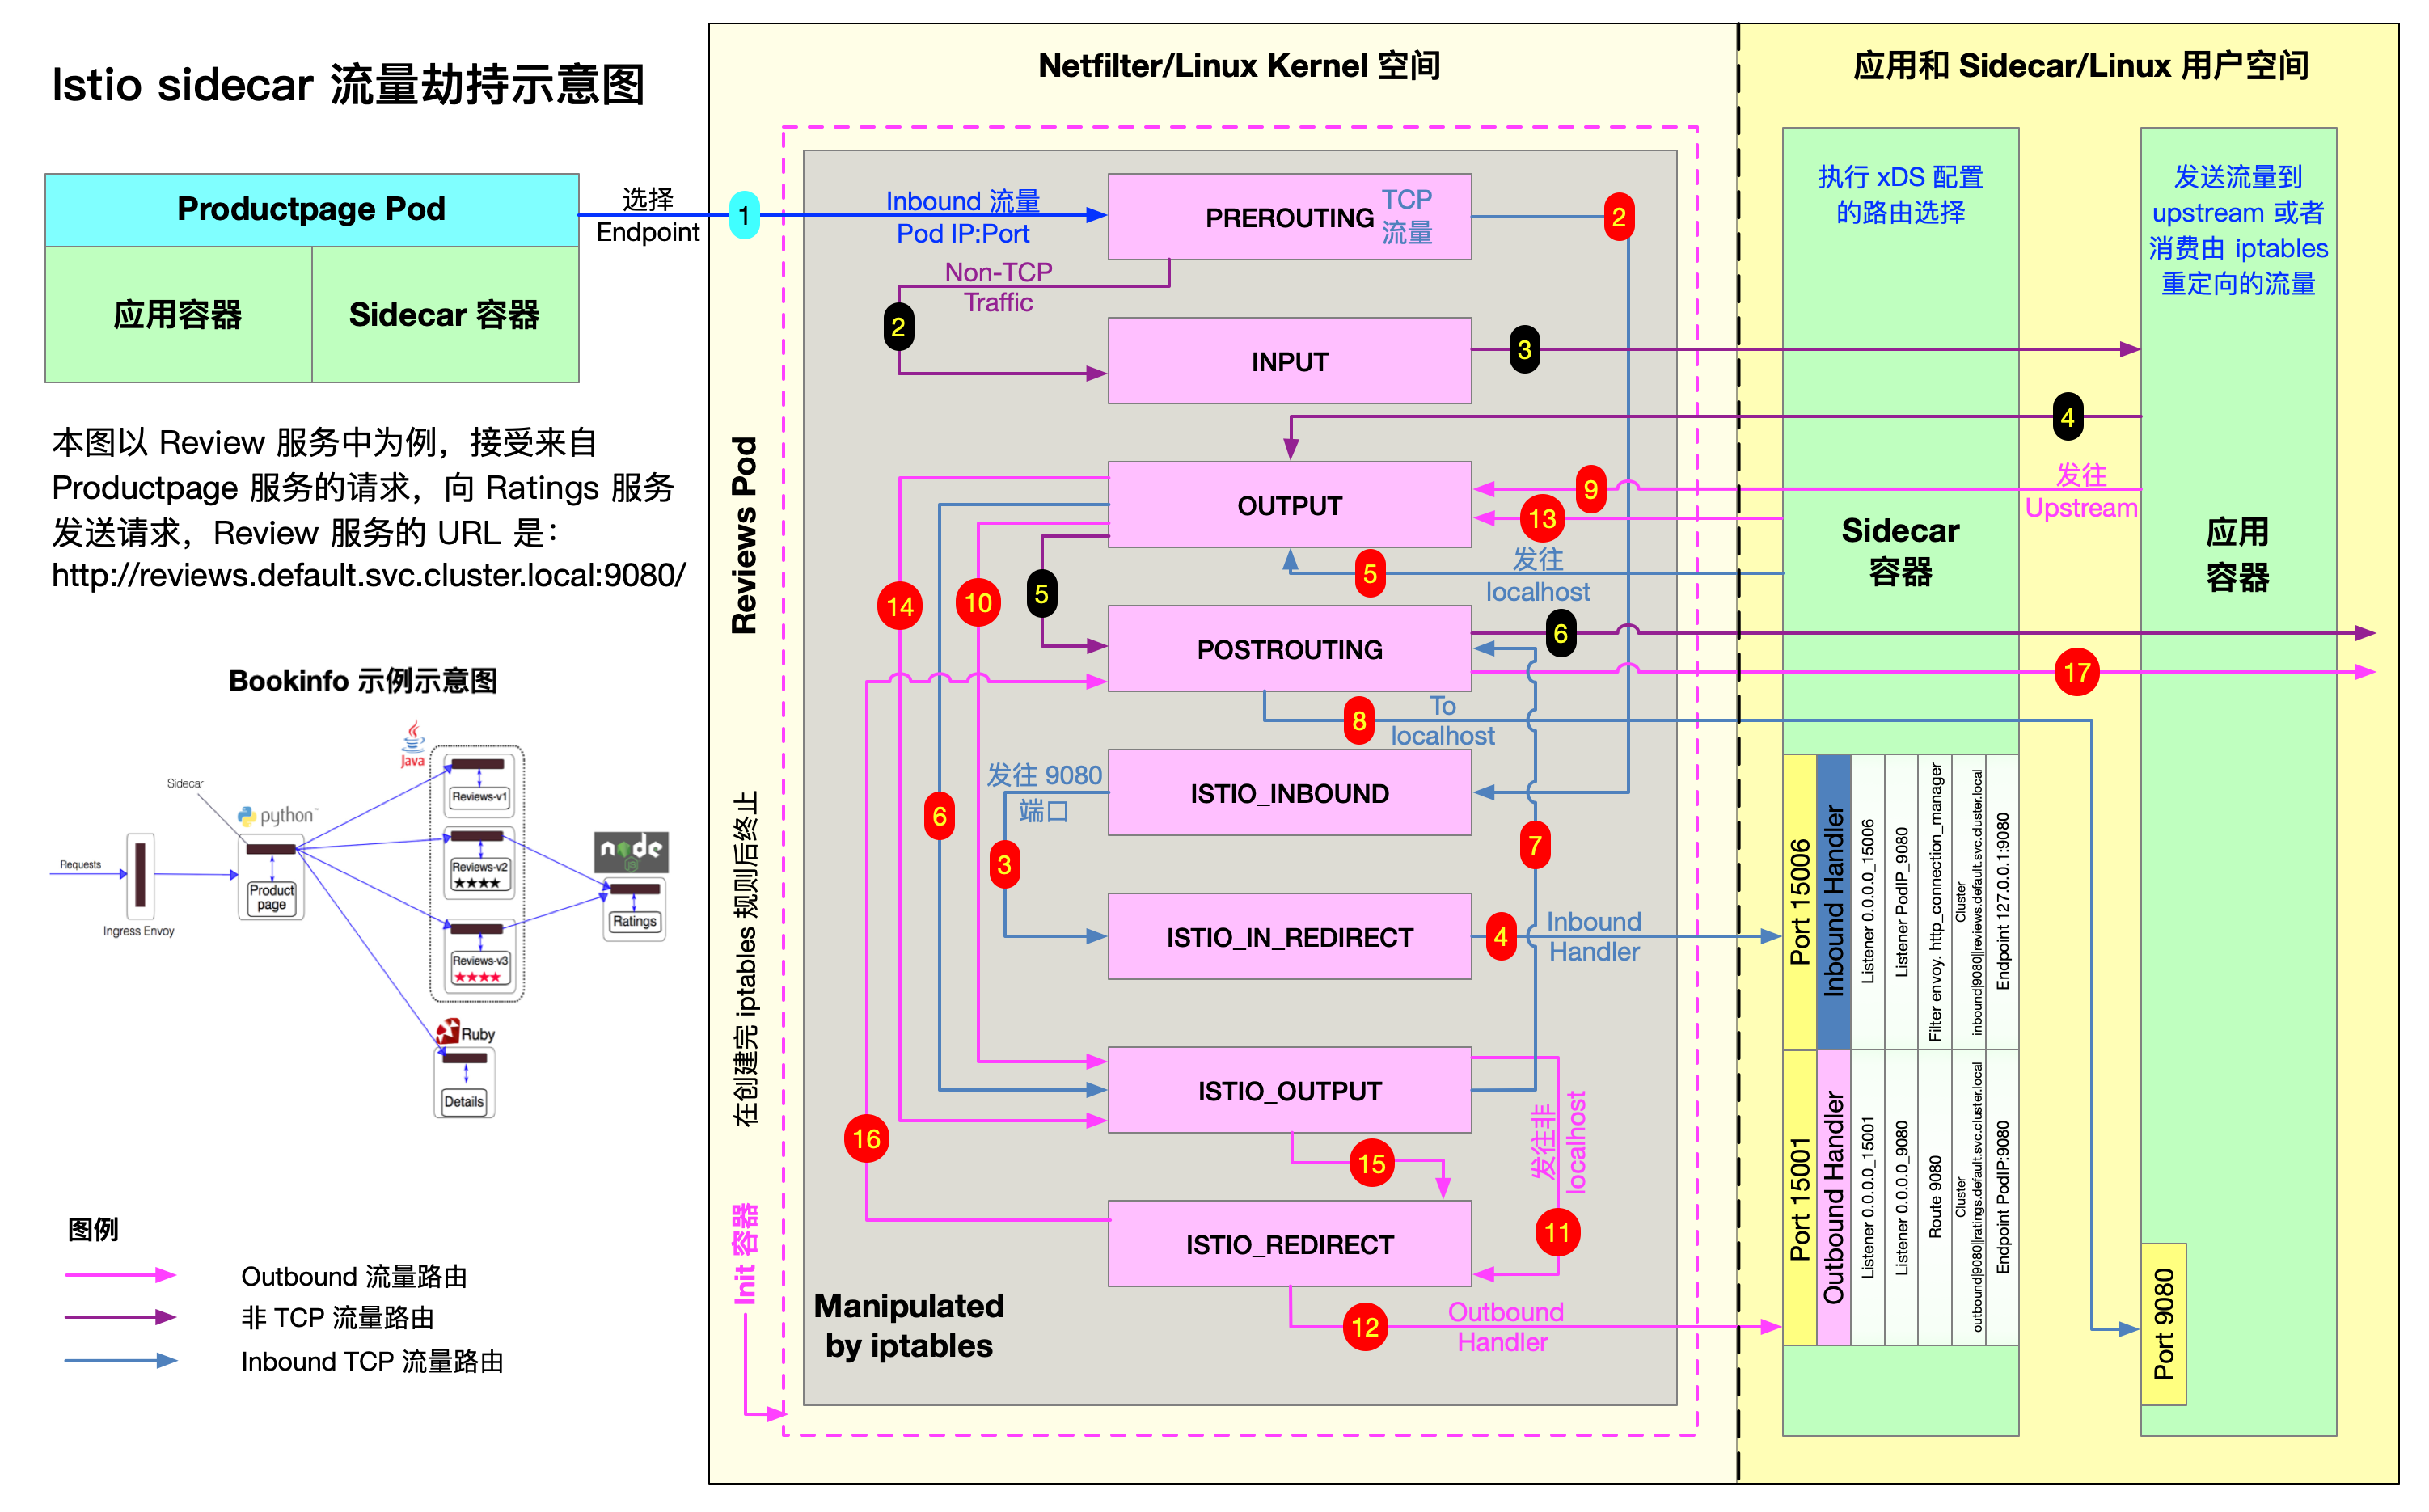 Istio sidecar 流量劫持示意图
Productpage Pod
应用容器
Sidecar 容器
选择
Endpoint
本图以 Review 服务中为例，接受来自
Productpage 服务的请求，向 Ratings 服务
发送请求，Review 服务的 URL 是：
http://reviews.default.svc.cluster.local:9080/
Bookinfo 示例示意图
Java
Sidecar
python
Reviews-v1
Requests
Ingress Envoy
Product
page
Reviews-v2
★★★★
Reviews-v3
★★★★
node
JS
Ratings
Ruby
Details
图例
Outbound 流量路由
非 TCP 流量路由
Inbound TCP 流量路由
Netfilter/Linux Kernel 空间
1
Inbound 流量
Pod IP:Port
PREROUTING
TCP
流量
2
Non-TCP
Traffic
2
INPUT
3
4
OUTPUT
9
13
发往
Upstream
5
发往
localhost
14
10
5
POSTROUTING
6
17
8
To
localhost
ISTIO_INBOUND
发往 9080
端口
6
3
7
ISTIO_IN_REDIRECT
4
Inbound
Handler
ISTIO_OUTPUT
16
15
发往非
localhost
11
ISTIO_REDIRECT
12
Outbound
Handler
Manipulated
by iptables
Reviews Pod
在创建完 iptables 规则后终止
Init 容器
应用和 Sidecar/Linux 用户空间
执行 xDS 配置
的路由选择
Sidecar
容器
发送流量到
upstream 或者
消费由 iptables
重定向的流量
应用
容器
Port 15006
Inbound Handler
Listener 0.0.0.0_15006
Listener PodIP_9080
Filter envoy. http_connection_manager
Cluster
inbound|9080||reviews.default.svc.cluster.local
Endpoint 127.0.0.1:9080
Port 15001
Outbound Handler
Listener 0.0.0.0_15001
Listener 0.0.0.0_9080
Route 9080
Cluster
outbound|9080||ratings.default.svc.cluster.local
Endpoint PodIP:9080
Port 9080